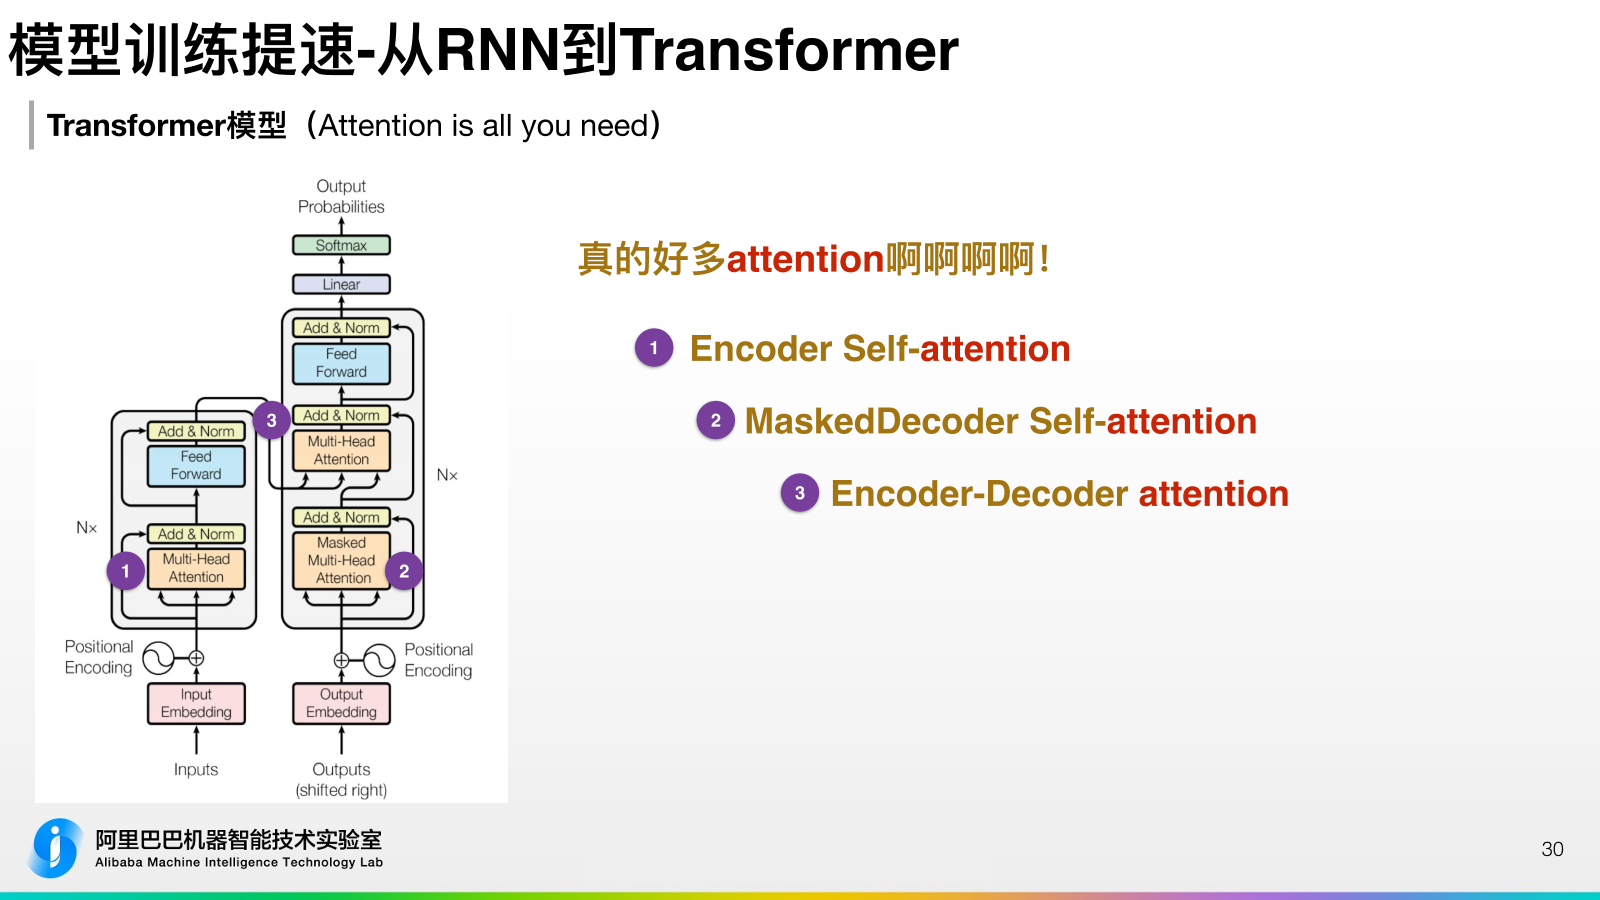 模型训练提速-从RNN到Transformer
Transformer模型（Attention is all you need）
Output
Probabilities
Softmax
Linear
Add & Norm
Feed
Forward
Add & Norm
Multi-Head
Attention
Add & Norm
Masked
Multi-Head
Attention
N×
3
2
Add & Norm
Feed
Forward
Add & Norm
Multi-Head
Attention
N×
1
Positional
Encoding
Positional
Encoding
Input
Embedding
Output
Embedding
Inputs
Outputs
(shifted right)
真的好多attention啊啊啊啊！
1 Encoder Self-attention
2 MaskedDecoder Self-attention
3 Encoder-Decoder attention
阿里巴巴机器智能技术实验室
Alibaba Machine Intelligence Technology Lab
30